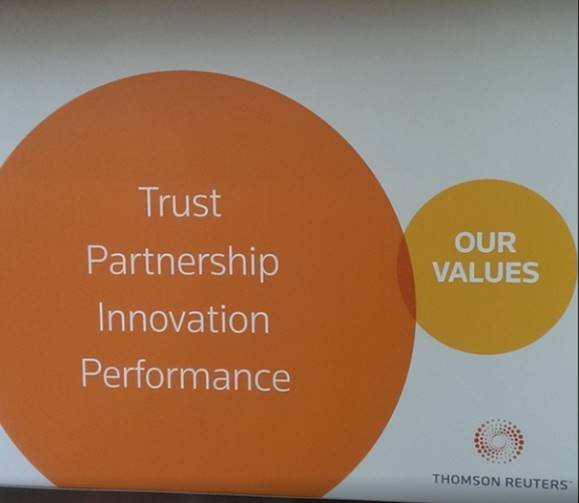 Trust
Partnership
Innovation
Performance
OUR
VALUES
THOMSON REUTERS